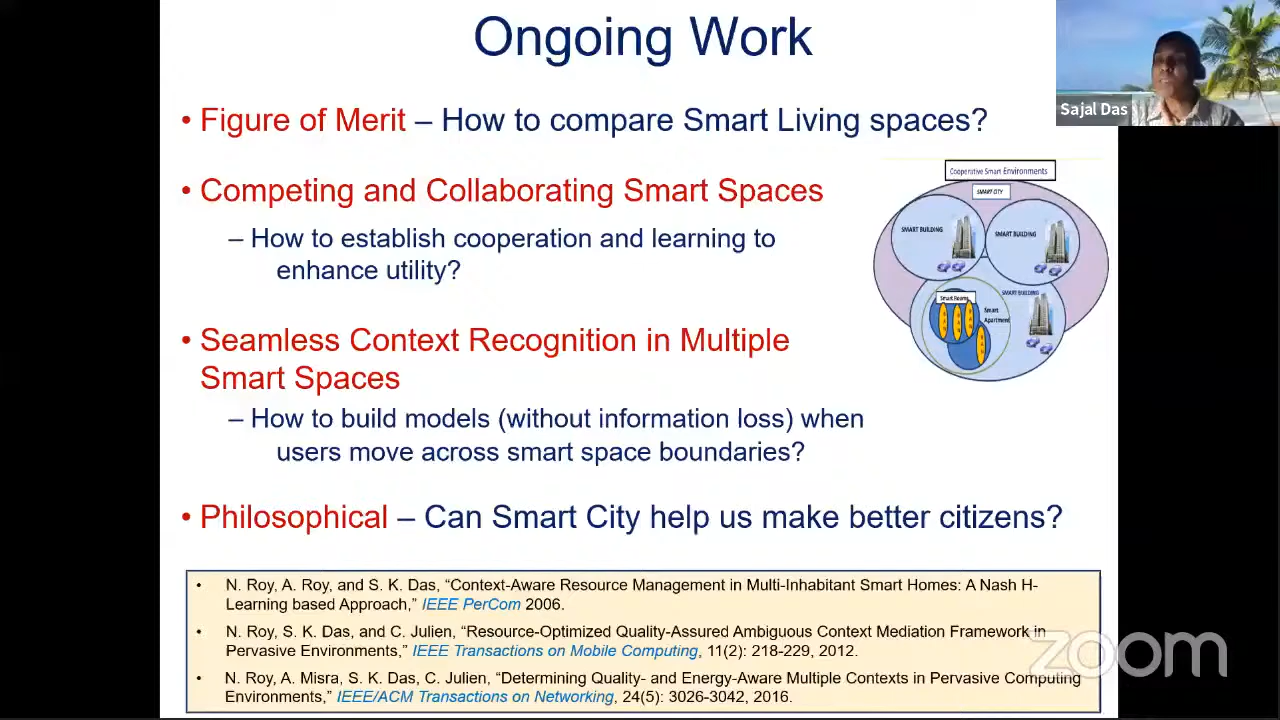 Ongoing Work
Sajal Das
• Figure of Merit – How to compare Smart Living spaces?
• Competing and Collaborating Smart Spaces
– How to establish cooperation and learning to
enhance utility?
Cooperative Smart Environments
SMART CITY
SMART BUILDING
SMART BUILDING
SMART BUILDING
Smart Rooms
Smart
Apartment
• Seamless Context Recognition in Multiple
Smart Spaces
– How to build models (without information loss) when
users move across smart space boundaries?
• Philosophical – Can Smart City help us make better citizens?
• N. Roy, A. Roy, and S. K. Das, “Context-Aware Resource Management in Multi-Inhabitant Smart Homes: A Nash H-
Learning based Approach,” IEEE PerCom 2006.
• N. Roy, S. K. Das, and C. Julien, “Resource-Optimized Quality-Assured Ambiguous Context Mediation Framework in
Pervasive Environments,” IEEE Transactions on Mobile Computing, 11(2): 218-229, 2012.
• N. Roy, A. Misra, S. K. Das, C. Julien, “Determining Quality- and Energy-Aware Multiple Contexts in Pervasive Computing
Environments,” IEEE/ACM Transactions on Networking, 24(5): 3026-3042, 2016.
zoom